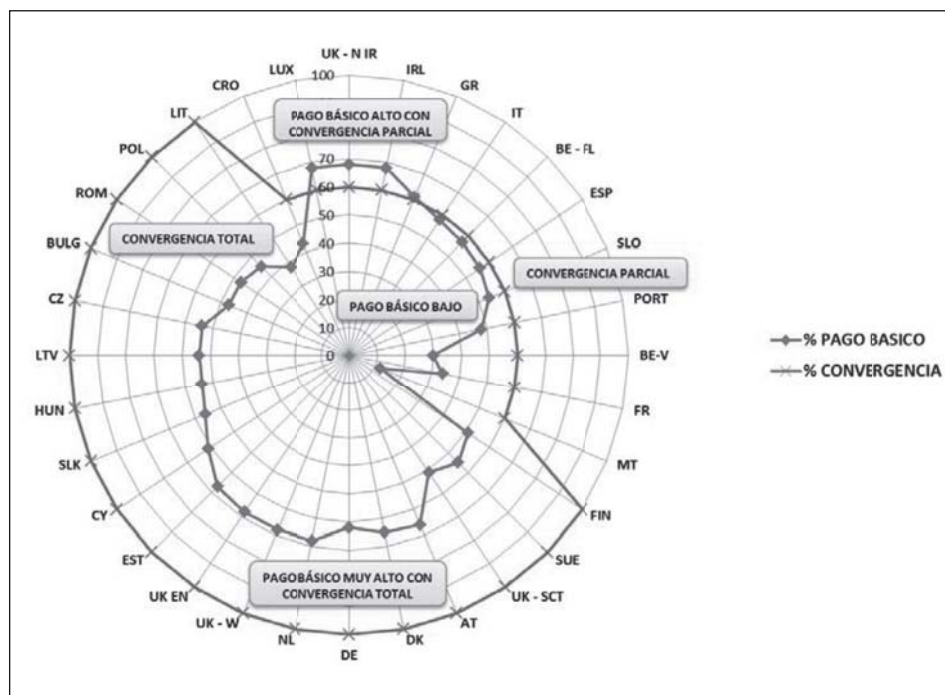 UK - N IR
LUX
IRL
CRO
GR
100
LIT
IT
PAGO BÁSICO ALTO CON
CONVERGENCIA PARCIAL
POL
BE - FL
70
ROM
60
ESP
50
BULG
CONVERGENCIA TOTAL
40
SLO
30
CONVERGENCIA PARCIAL
CZ
20
PAGO BÁSICO BAJO
PORT
10
% PAGO BASICO
LTV
0
BE-V
% CONVERGENCIA
HUN
FR
SLK
MT
CY
FIN
EST
SUE
PAGOBÁSICO MUY ALTO CON
CONVERGENCIA TOTAL
UK EN
UK - SCT
UK - W
AT
NL
DK
DE